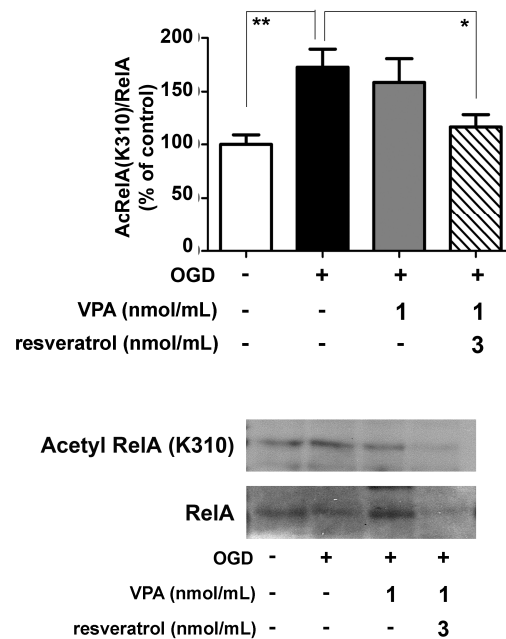 ** *
200
150
100
50
0
AcRelA(K310)/RelA
(% of control)
OGD - + + +
VPA (nmol/mL) - - 1 1
resveratrol (nmol/mL) - - - 3
Acetyl RelA (K310)
RelA
OGD - + + +
VPA (nmol/mL) - - 1 1
resveratrol (nmol/mL) - - - 3